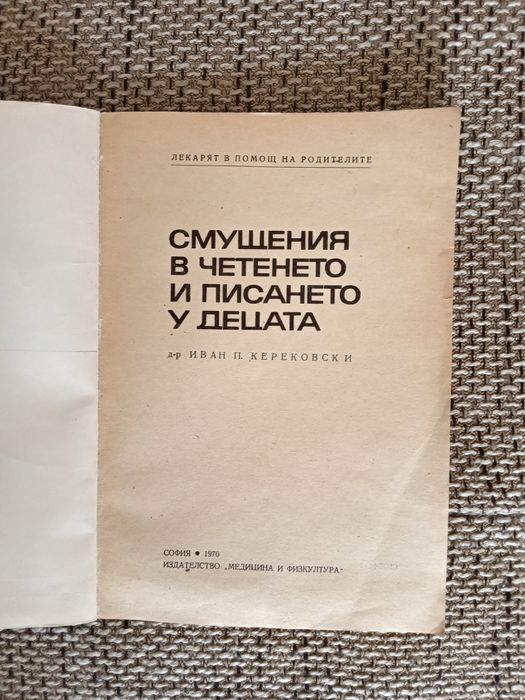 ЛЕКАРЯТ В ПОМОЩ НА РОДИТЕЛИТЕ
СМУЩЕНИЯ
В ЧЕТЕНЕТО
И ПИСАНЕТО
У ДЕЦАТА
д-р ИВАН П. КЕРЕКОВСКИ
СОФИЯ • 1970
ИЗДАТЕЛСТВО „МЕДИЦИНА И ФИЗКУЛТУРА"